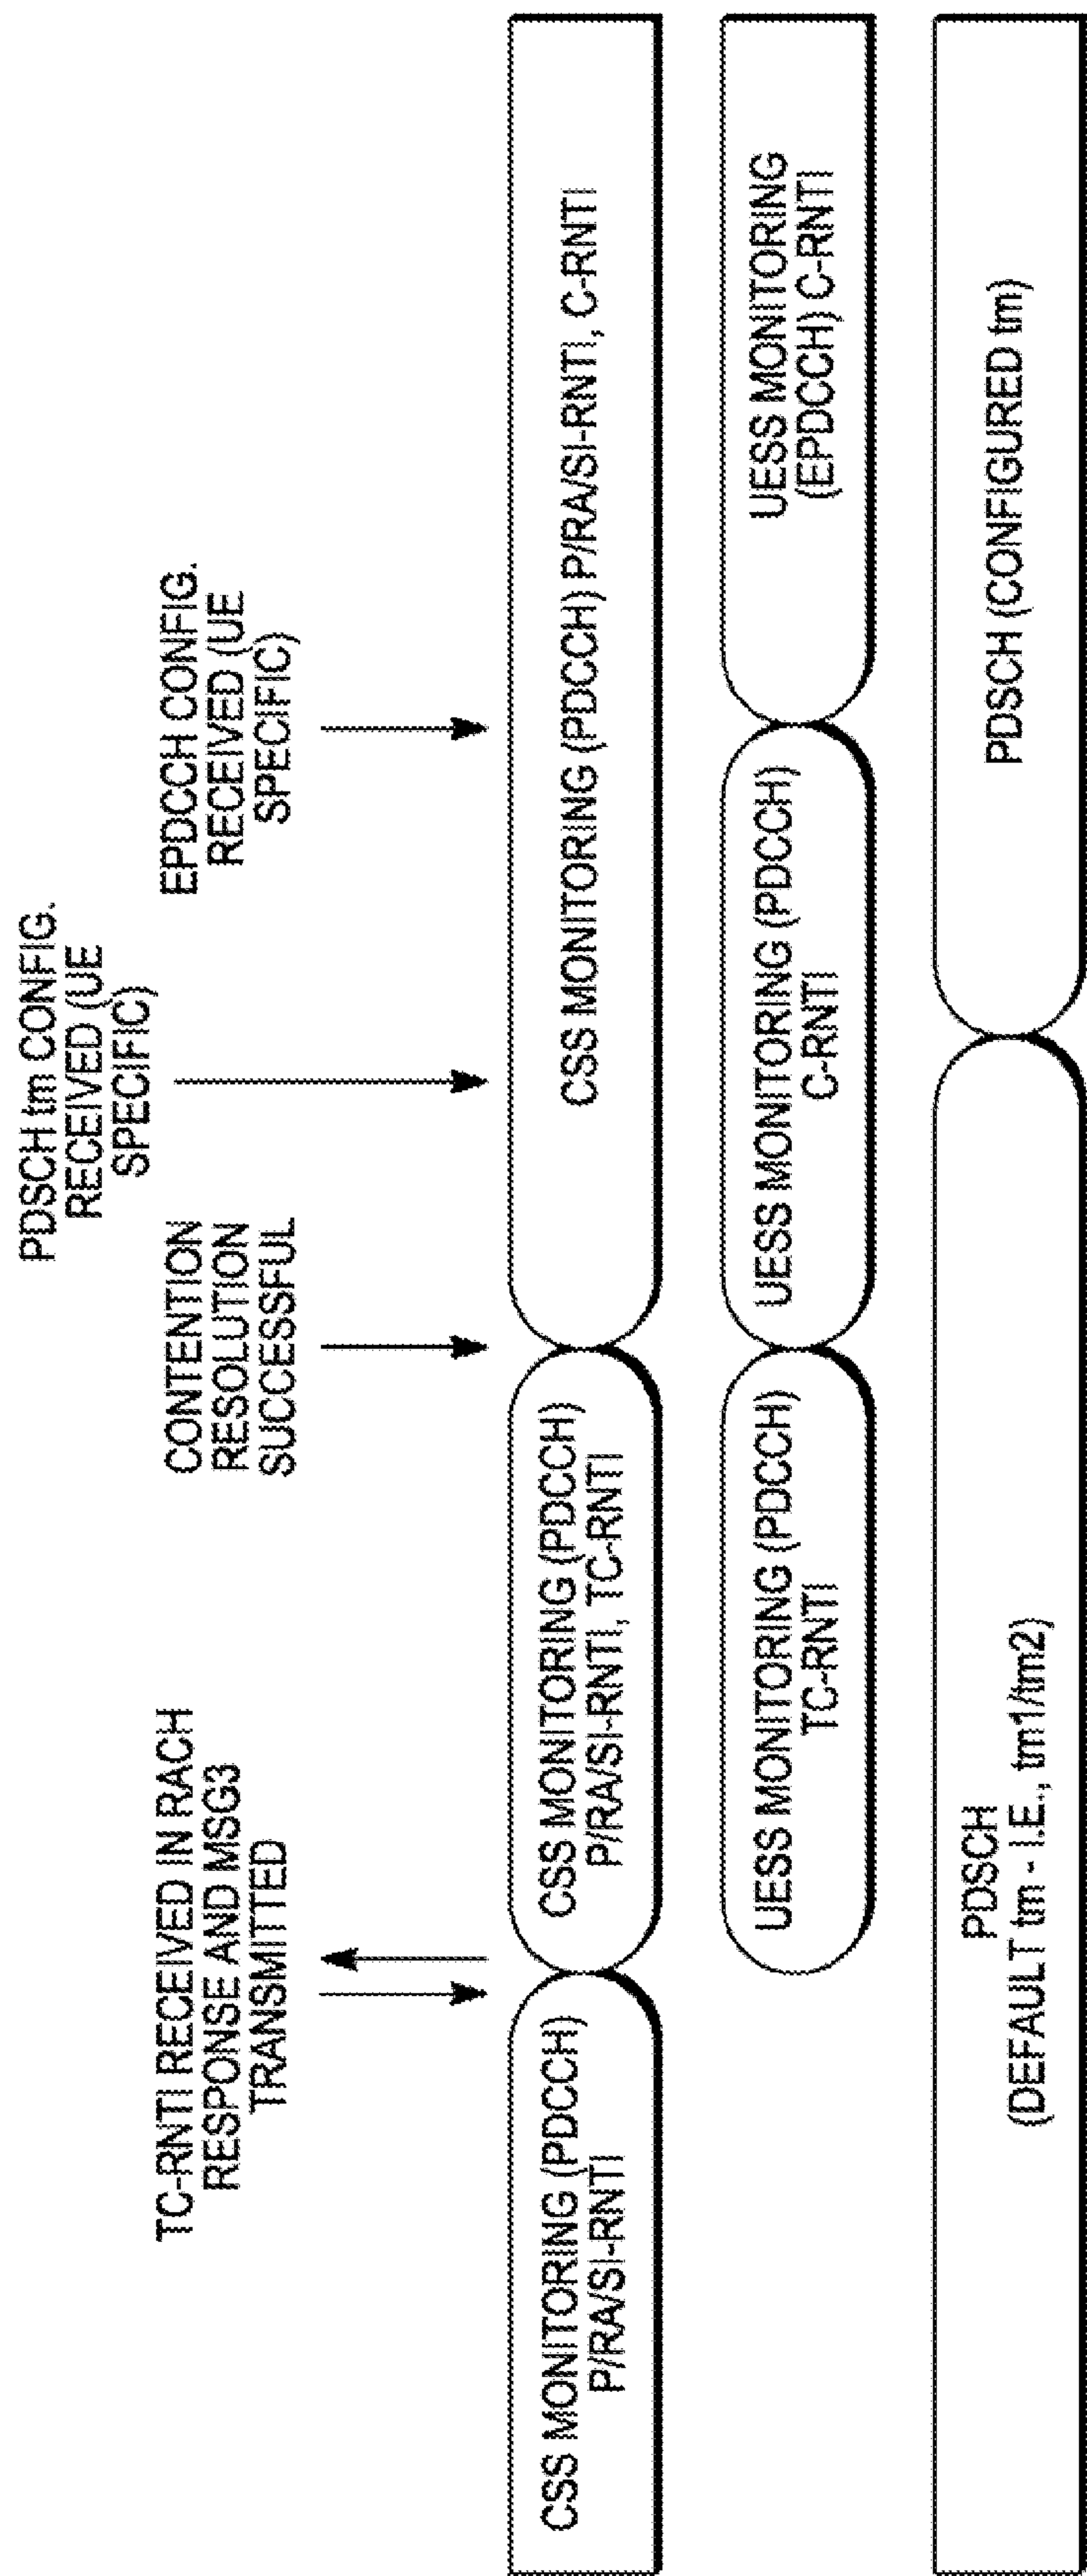 TC-RNTI RECEIVED IN RACH
RESPONSE AND MSG3
TRANSMITTED
CONTENTION
RESOLUTION
SUCCESSFUL
PDSCH tm CONFIG.
RECEIVED (UE
SPECIFIC)
EPDCCH CONFIG.
RECEIVED (UE
SPECIFIC)
CSS MONITORING (PDCCH)
P/RA/SI-RNTI
CSS MONITORING (PDCCH)
P/RA/SI-RNTI, TC-RNTI
CSS MONITORING (PDCCH) P/RA/SI-RNTI, C-RNTI
UESS MONITORING (PDCCH)
TC-RNTI
UESS MONITORING (PDCCH)
C-RNTI
UESS MONITORING
(EPDCCH) C-RNTI
PDSCH
(DEFAULT tm - I.E., tm1/tm2)
PDSCH (CONFIGURED tm)